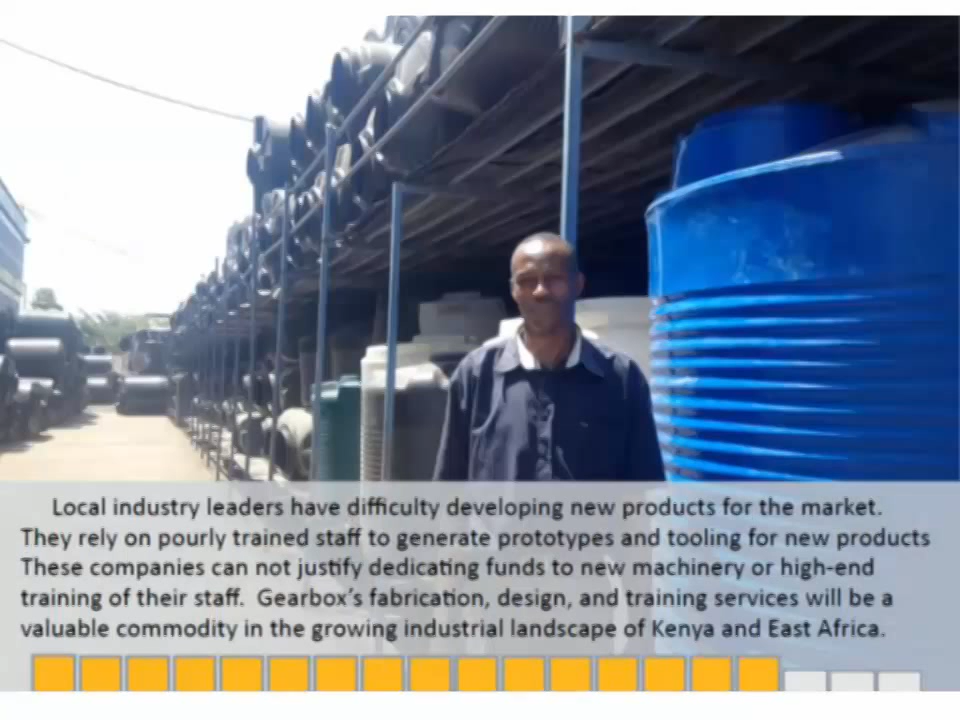 Local industry leaders have difficulty developing new products for the market.
They rely on pourly trained staff to generate prototypes and tooling for new products
These companies can not justify dedicating funds to new machinery or high-end
training of their staff. Gearbox's fabrication, design, and training services will be a
valuable commodity in the growing industrial landscape of Kenya and East Africa.